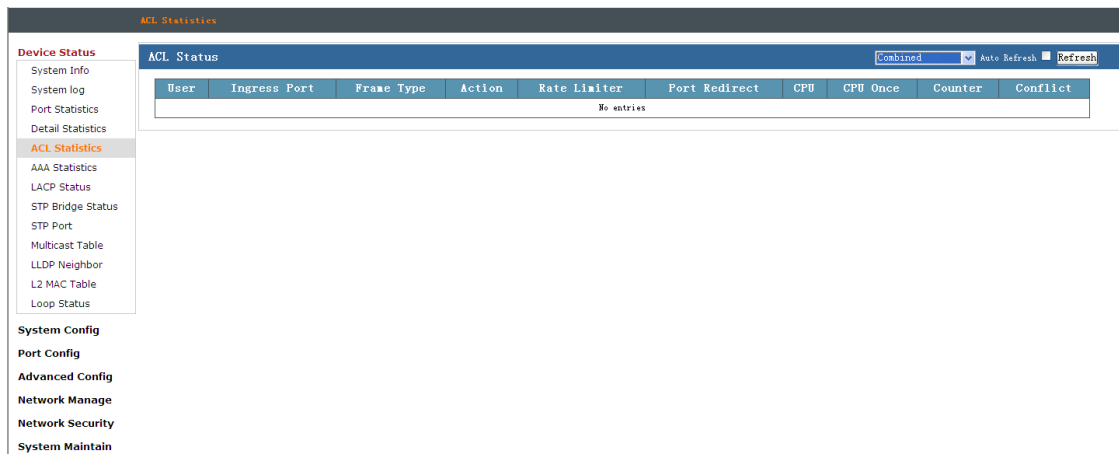 ACL Statistics
Device Status
System Info
System log
Port Statistics
Detail Statistics
ACL Statistics
AAA Statistics
LACP Status
STP Bridge Status
STP Port
Multicast Table
LLDP Neighbor
L2 MAC Table
Loop Status
System Config
Port Config
Advanced Config
Network Manage
Network Security
System Maintain
ACL Status Combined Auto Refresh Refresh
User Ingress Port Frame Type Action Rate Limiter Port Redirect CPU CPU Once Counter Conflict
No entries